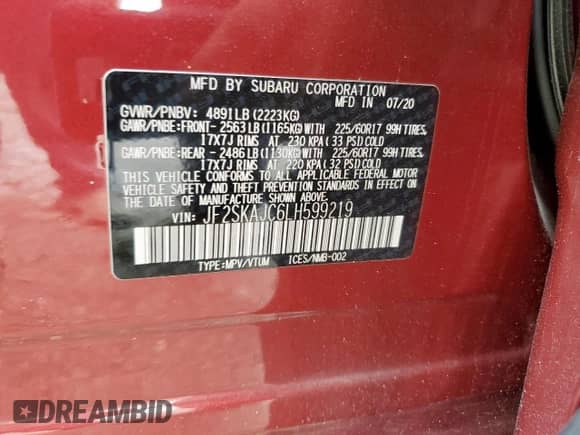 MFD BY SUBARU CORPORATION
MFD IN 07/20
GVWR/PNBV: 4891LB(2223KG)
GAWR/PNBE:FRONT- 2563LB(1165KG)WITH 225/60R17 99H TIRES,
17X7J RIMS AT 230 KPA(33 PSI)COLD
GAWR/PNBE:REAR - 2486LB(1130KG)WITH 225/60R17 99H TIRES,
17X7J RIMS AT 220 KPA(32 PSI)COLD
THIS VEHICLE CONFORMS TO ALL APPLICABLE FEDERAL MOTOR
VEHICLE SAFETY AND THEFT PREVENTION STANDARDS IN EFFECT ON
THE DATE OF MANUFACTURE SHOWN ABOVE.
VIN: JF2SKAJC6LH599219
TYPE:MPV/VTUM ICES/NMB-002
DREAMBID